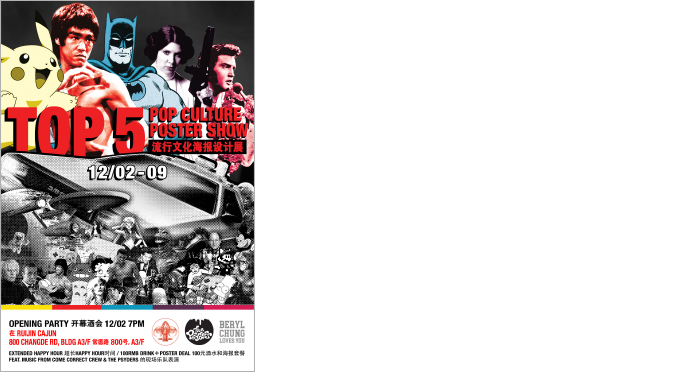 TOP 5
POP CULTURE
POSTER SHOW
流行文化海报设计展
12/02-09
OPENING PARTY 开幕酒会 12/02 7PM
在 RUIJIN CAJUN
800 CHANGDE RD, BLDG A3/F 常德路 800号, A3/F
BERYL
CHUNG
LOVES YOU
EXTENDED HAPPY HOUR 超长HAPPY HOUR时间 / 100RMB DRINK + POSTER DEAL 100元酒水和海报套餐
FEAT. MUSIC FROM COME CORRECT CREW & THE PSYDERS 的现场乐队表演